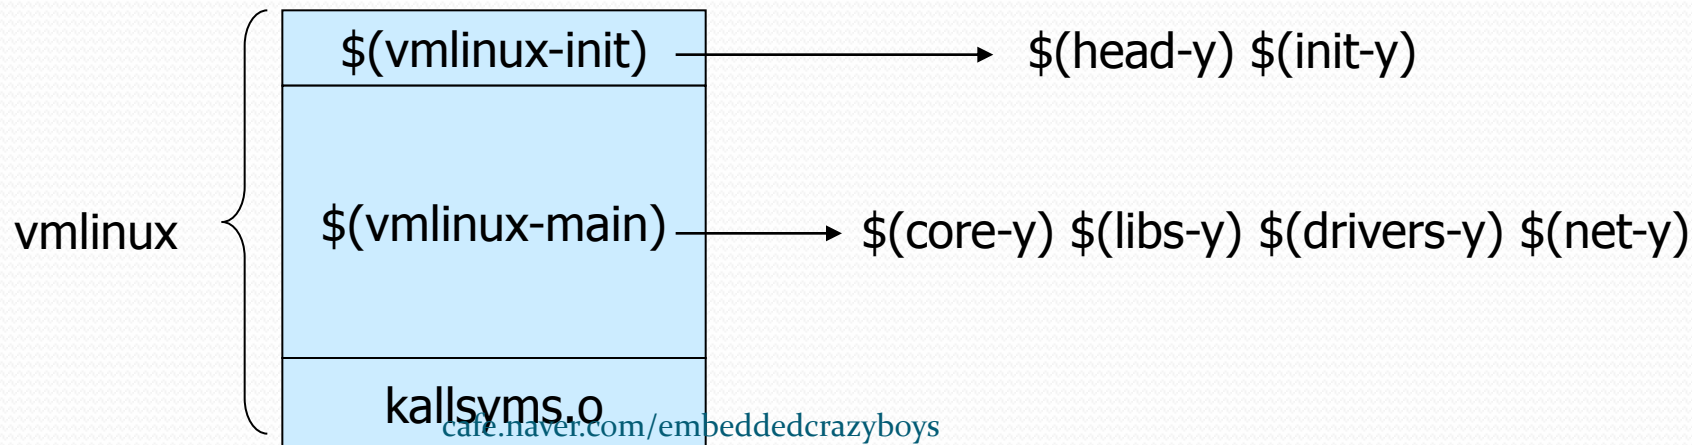 $(vmlinux-init)
$(head-y) $(init-y)
vmlinux
$(vmlinux-main)
$(core-y) $(libs-y) $(drivers-y) $(net-y)
kallsyms.o
cafe.naver.com/embeddedcrazyboys